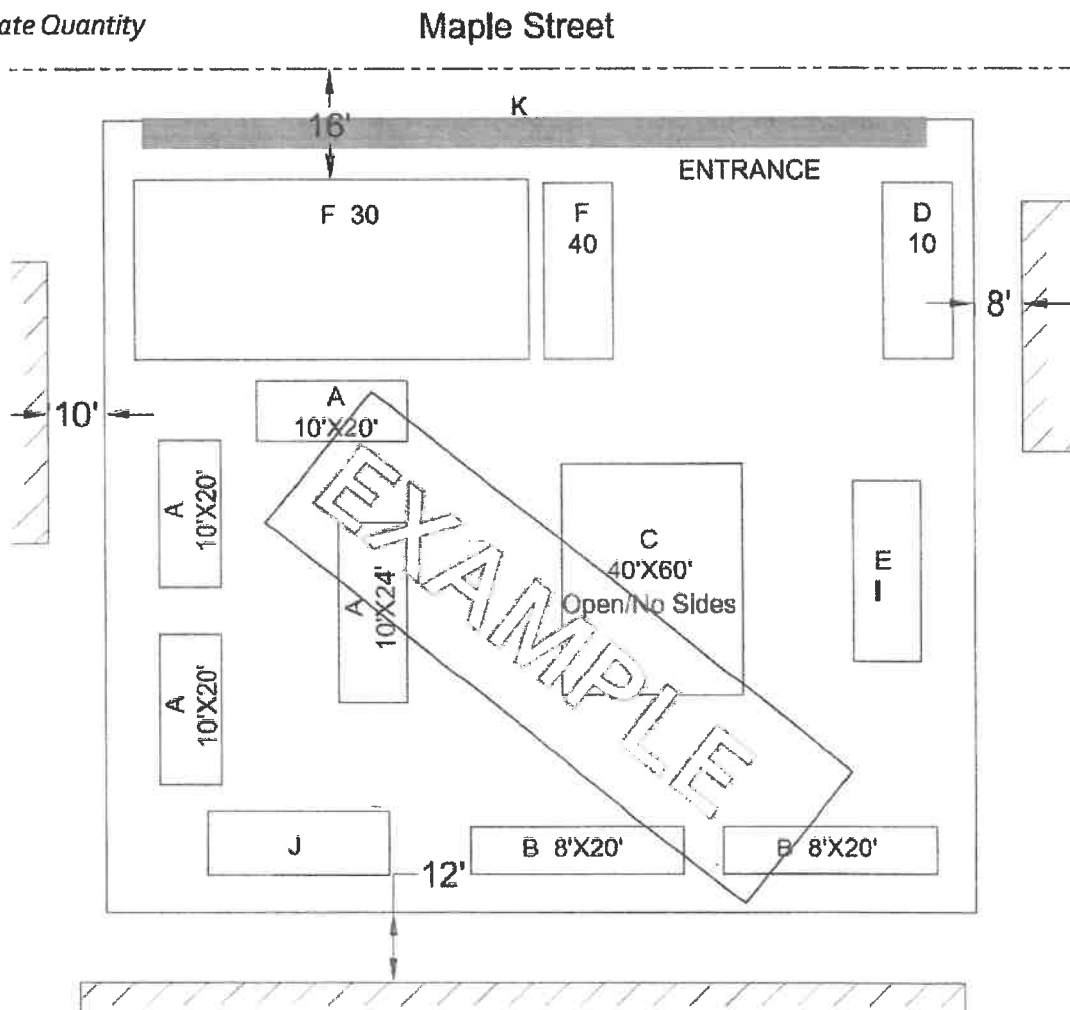 ate Quantity
Maple Street
K
16'
ENTRANCE
F 30
F
40
D
10
8'
10'
A
10'X20'
A
10'X20'
A
10'X24'
C
40'X60'
Open/No Sides
E
I
A
10'X20'
EXAMPLE
J
B 8'X20'
B 8'X20'
12'